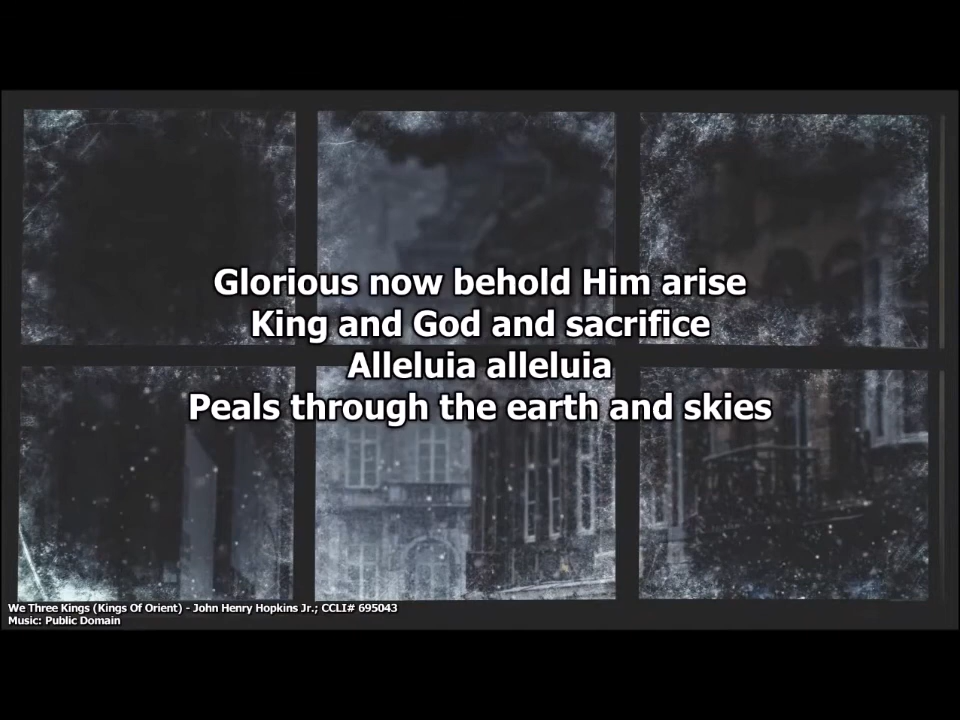 Glorious now behold Him arise
King and God and sacrifice
Alleluia alleluia
Peals through the earth and skies
We Three Kings (Kings Of Orient) - John Henry Hopkins Jr.; CCLI# 695043
Music: Public Domain